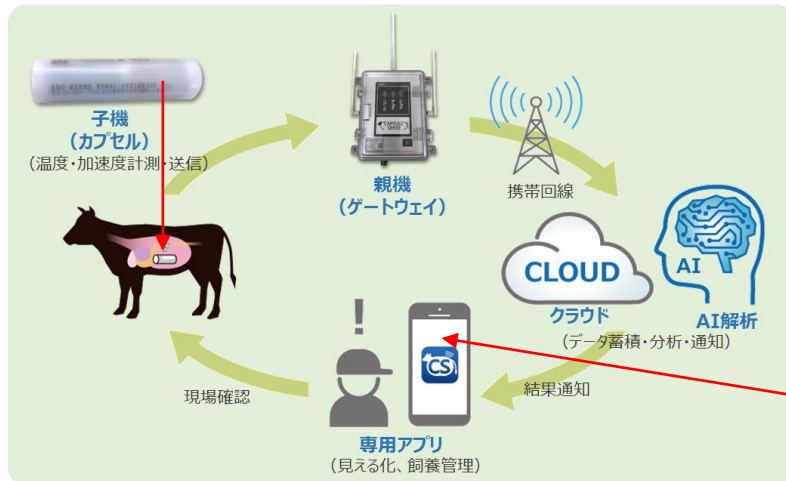 子機
(カプセル)
(温度・加速度計測・送信)
CAPSULE
SENSE
親機
(ゲートウェイ)
携帯回線
CLOUD
AI
クラウド
AI解析
(データ蓄積・分析・通知)
!
CS
結果通知
現場確認
専用アプリ
(見える化、飼養管理)